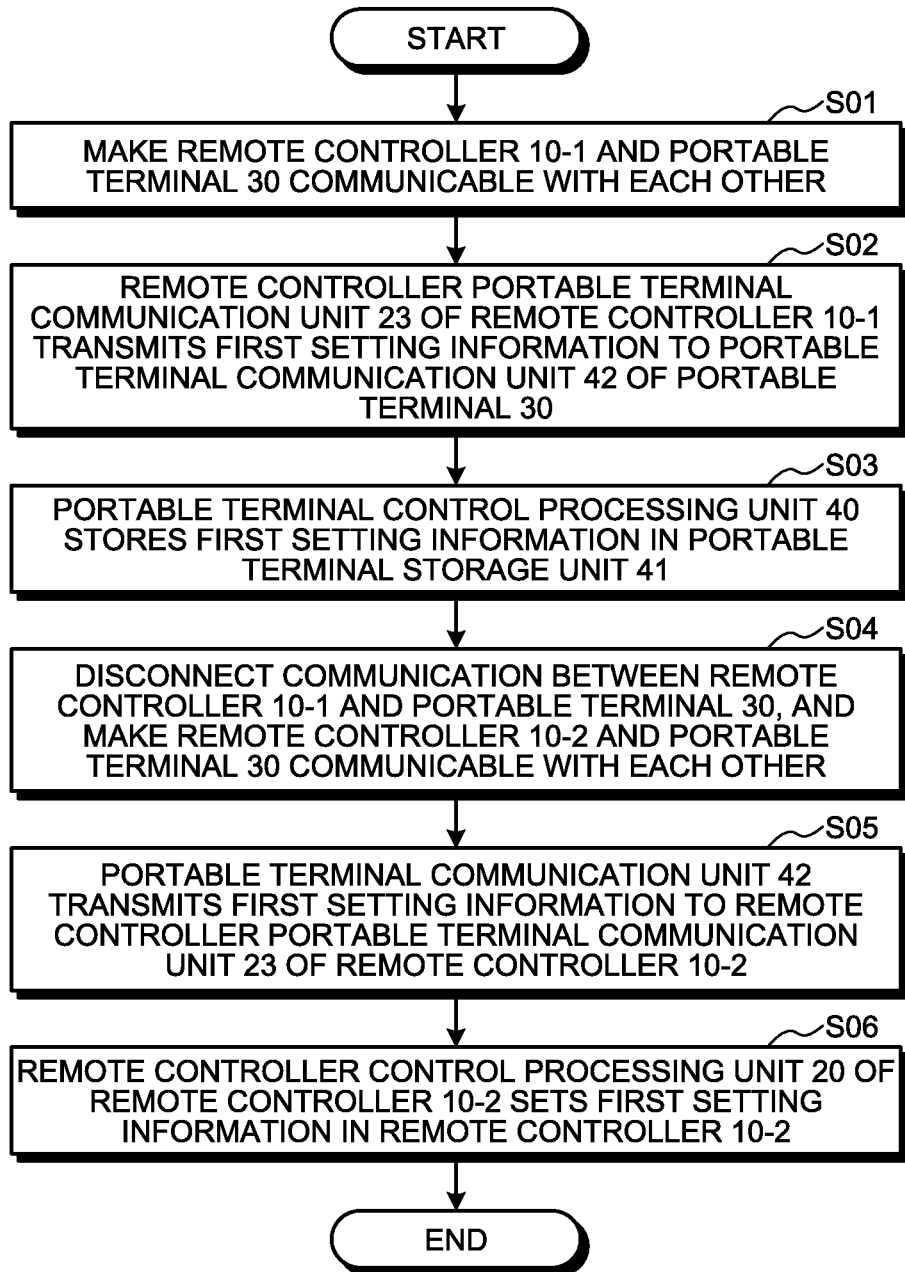 START
S01
MAKE REMOTE CONTROLLER 10-1 AND PORTABLE
TERMINAL 30 COMMUNICABLE WITH EACH OTHER
S02
REMOTE CONTROLLER PORTABLE TERMINAL
COMMUNICATION UNIT 23 OF REMOTE CONTROLLER 10-1
TRANSMITS FIRST SETTING INFORMATION TO PORTABLE
TERMINAL COMMUNICATION UNIT 42 OF PORTABLE
TERMINAL 30
S03
PORTABLE TERMINAL CONTROL PROCESSING UNIT 40
STORES FIRST SETTING INFORMATION IN PORTABLE
TERMINAL STORAGE UNIT 41
S04
DISCONNECT COMMUNICATION BETWEEN REMOTE
CONTROLLER 10-1 AND PORTABLE TERMINAL 30, AND
MAKE REMOTE CONTROLLER 10-2 AND PORTABLE
TERMINAL 30 COMMUNICABLE WITH EACH OTHER
S05
PORTABLE TERMINAL COMMUNICATION UNIT 42
TRANSMITS FIRST SETTING INFORMATION TO REMOTE
CONTROLLER PORTABLE TERMINAL COMMUNICATION
UNIT 23 OF REMOTE CONTROLLER 10-2
S06
REMOTE CONTROLLER CONTROL PROCESSING UNIT 20 OF
REMOTE CONTROLLER 10-2 SETS FIRST SETTING
INFORMATION IN REMOTE CONTROLLER 10-2
END